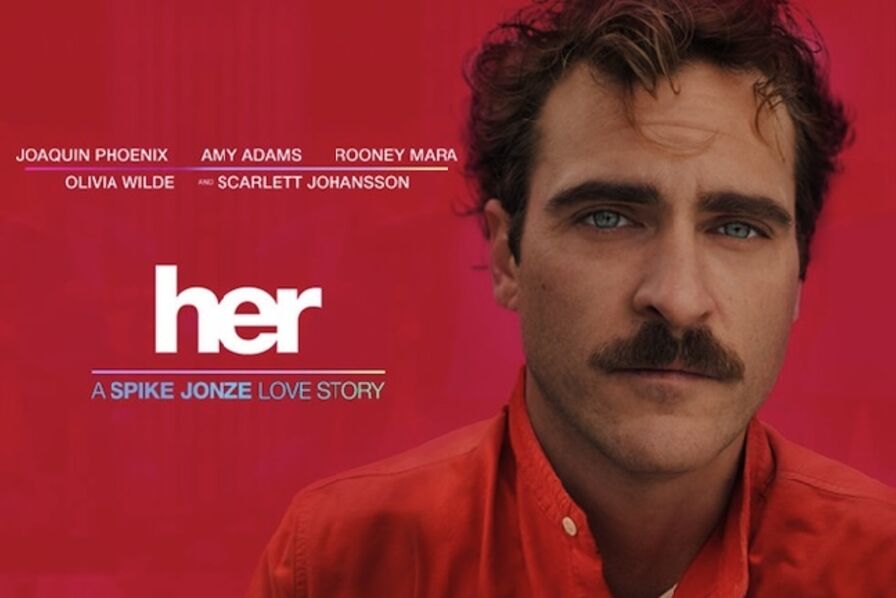 JOAQUIN PHOENIX AMY ADAMS ROONEY MARA
OLIVIA WILDE AND SCARLETT JOHANSSON
her
A SPIKE JONZE LOVE STORY